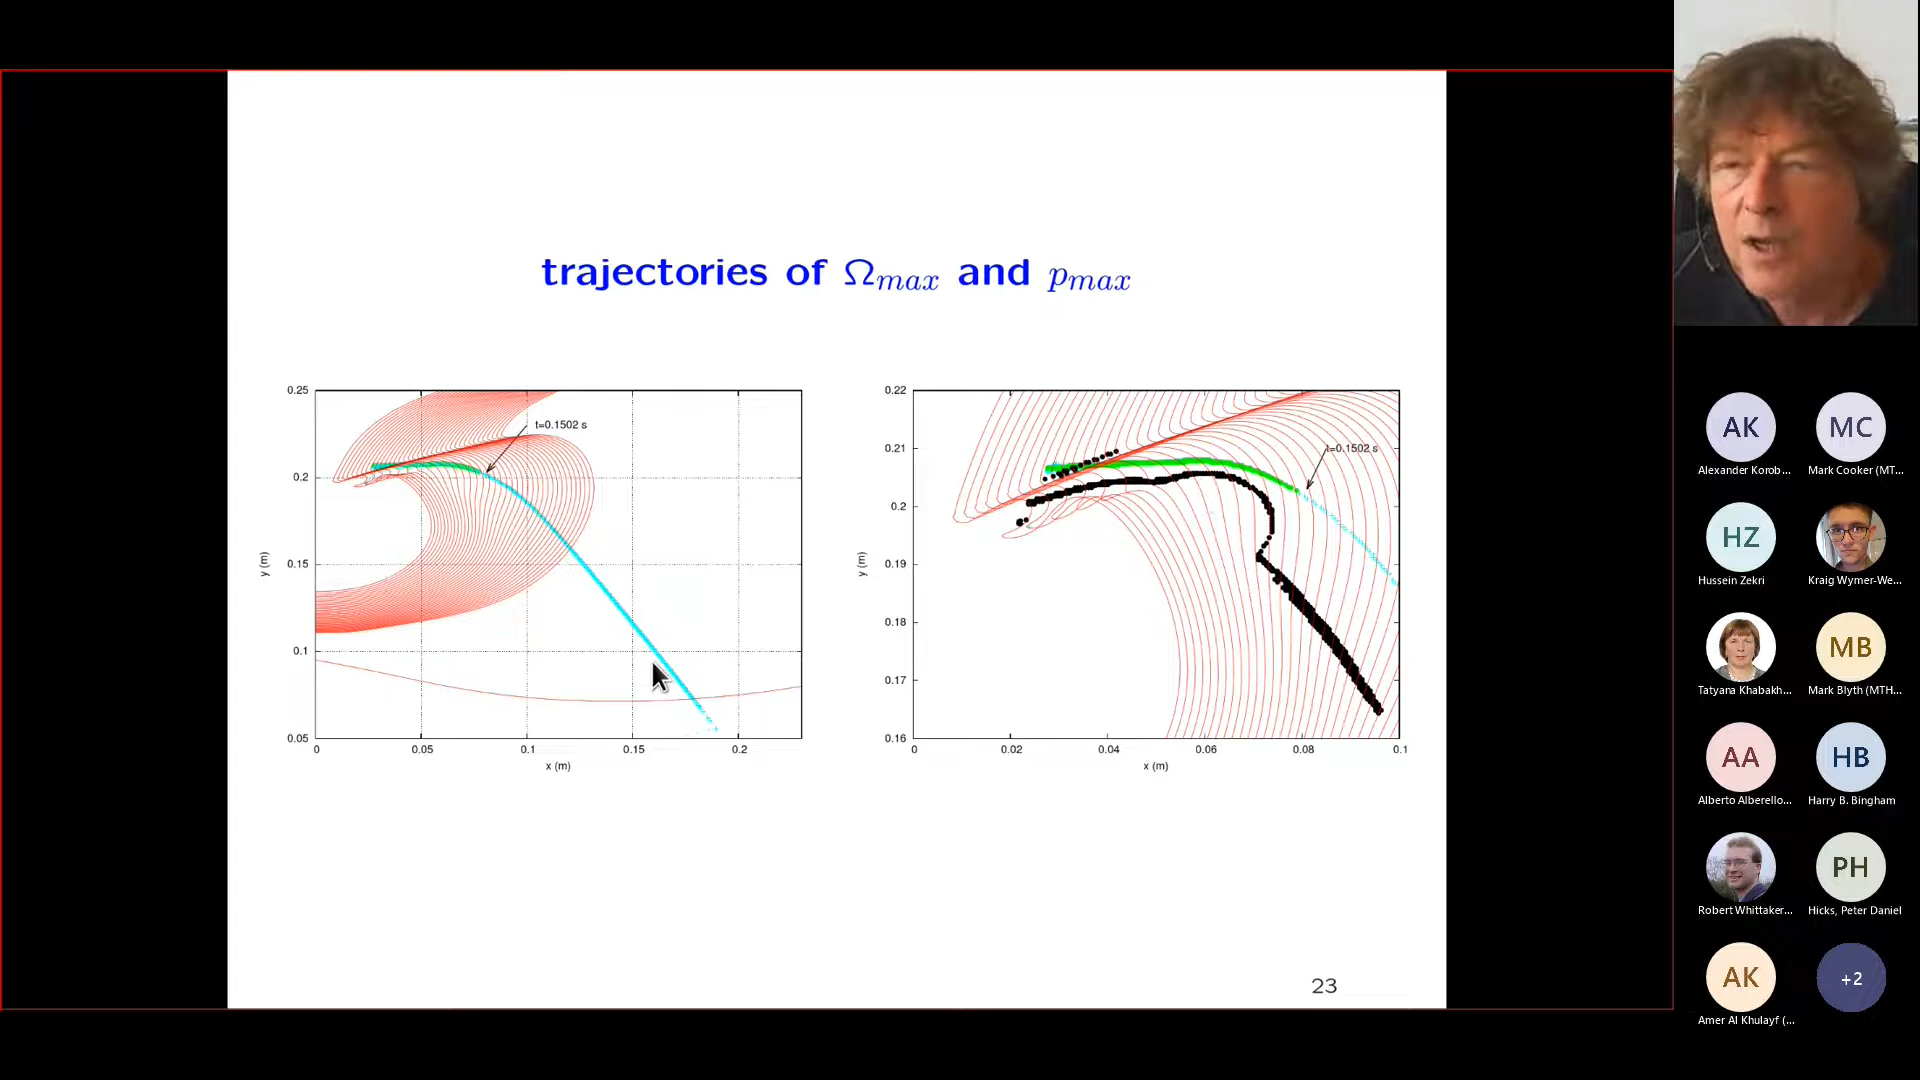 trajectories of Ωmax and pmax
0.25
0.2
0.15
0.1
0.05
0
0.05
0.1
0.15
0.2
y (m)
x (m)
t=0.1502 s
0.22
0.21
0.2
0.19
0.18
0.17
0.16
0
0.02
0.04
0.06
0.08
0.1
y (m)
x (m)
t=0.1502 s
23
AK
MC
Alexander Korob...
Mark Cooker (MT...
HZ
Hussein Zekri
Kraig Wymer-We...
MB
Tatyana Khabakh...
Mark Blyth (MTH...
AA
HB
Alberto Alberello...
Harry B. Bingham
PH
Robert Whittaker...
Hicks, Peter Daniel
AK
+2
Amer Al Khulayf (...